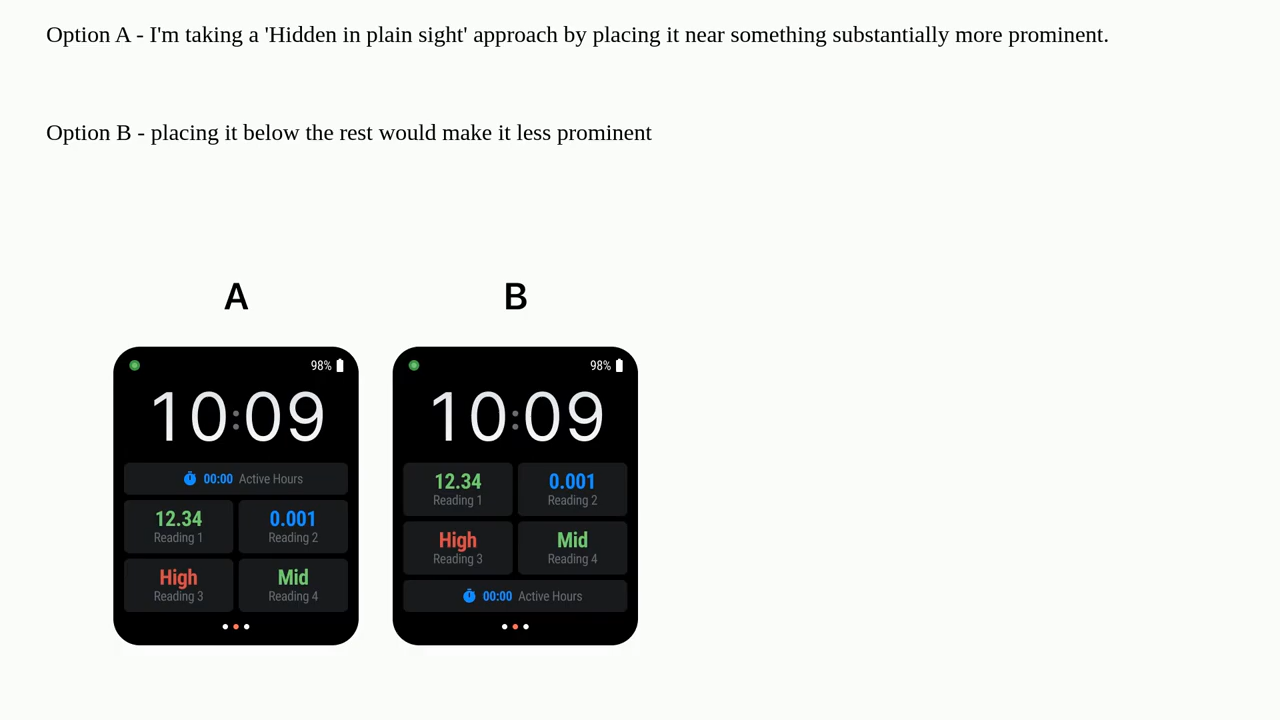 Option A - I'm taking a 'Hidden in plain sight' approach by placing it near something substantially more prominent.
Option B - placing it below the rest would make it less prominent
A
B
98%
10:09
00:00 Active Hours
12.34
Reading 1
0.001
Reading 2
High
Reading 3
Mid
Reading 4
98%
10:09
12.34
Reading 1
0.001
Reading 2
High
Reading 3
Mid
Reading 4
00:00 Active Hours